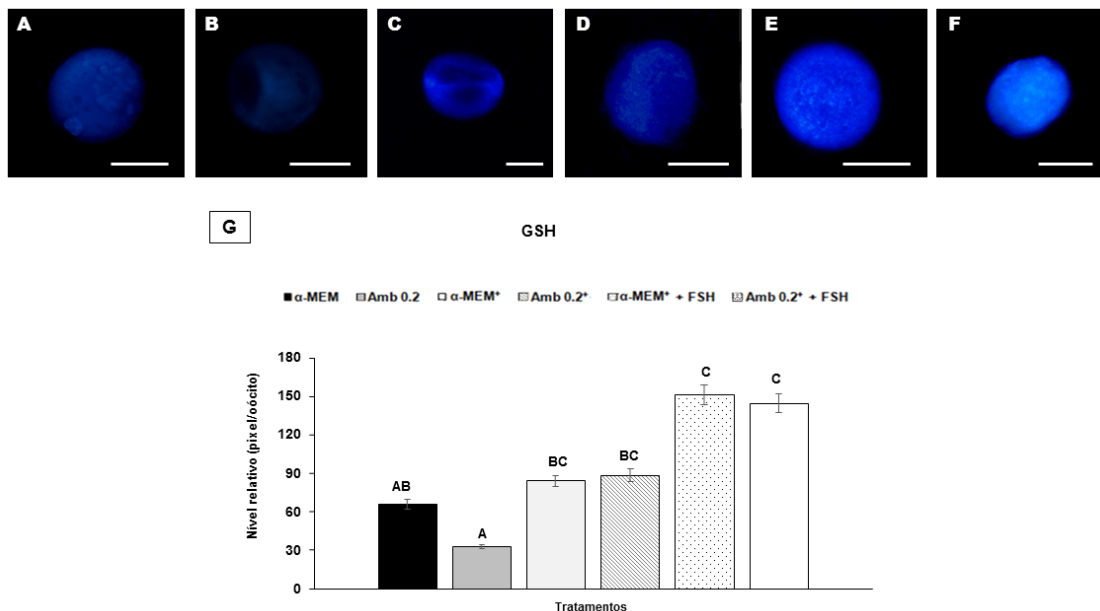 A B C D E F
G
GSH
α-MEM Amb 0.2 α-MEM⁺ Amb 0.2⁺ α-MEM⁺ + FSH Amb 0.2⁺ + FSH
Nível relativo (pixel/oócito)
180
150
120
90
60
30
0
AB
A
BC
BC
C
C
Tratamentos